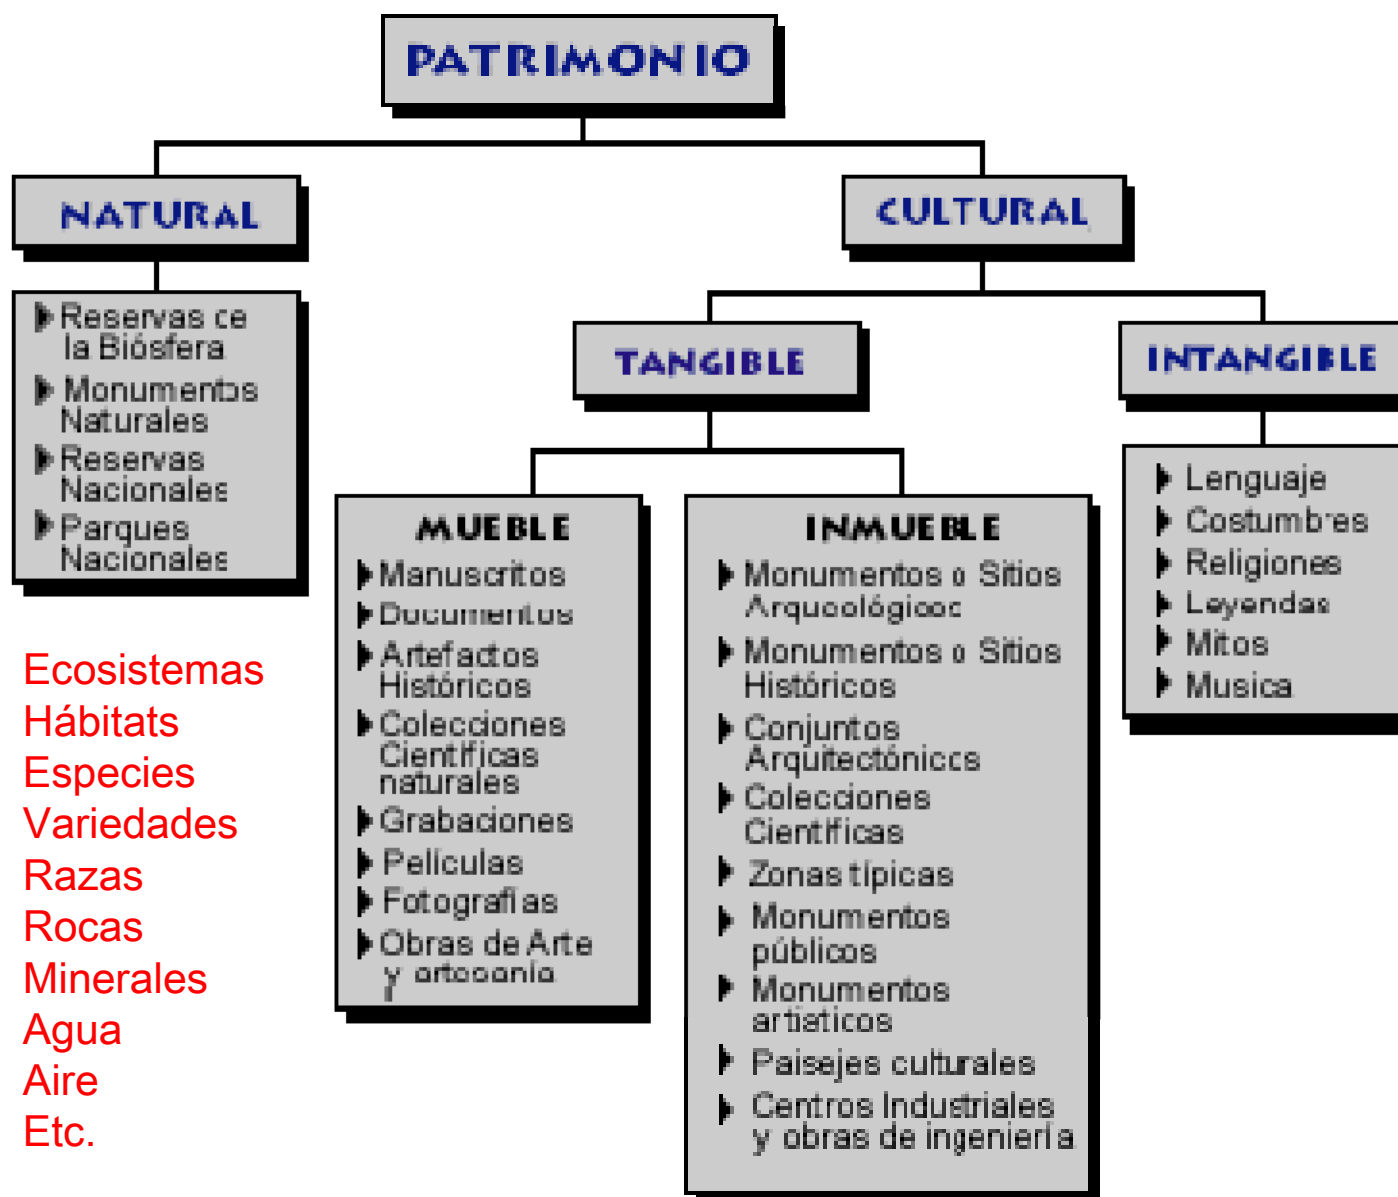 PATRIMONIO
NATURAL
CULTURAL
Reservas de
la Biósfera
Monumentos
Naturales
Reservas
Nacionales
Parques
Nacionales
TANGIBLE
INTANGIBLE
MUEBLE
Manuscritos
Documentos
Artefactos
Históricos
Colecciones
Científicas
naturales
Grabaciones
Películas
Fotografías
Obras de Arte
y artesanía
INMUEBLE
Monumentos o Sitios
Arqueológicos
Monumentos o Sitios
Históricos
Conjuntos
Arquitectónicos
Colecciones
Científicas
Zonas típicas
Monumentos
públicos
Monumentos
artísticos
Paisejes culturales
Centros Industriales
y obras de ingeniería
Lenguaje
Costumbres
Religiones
Leyendas
Mitos
Musica
Ecosistemas
Hábitats
Especies
Variedades
Razas
Rocas
Minerales
Agua
Aire
Etc.